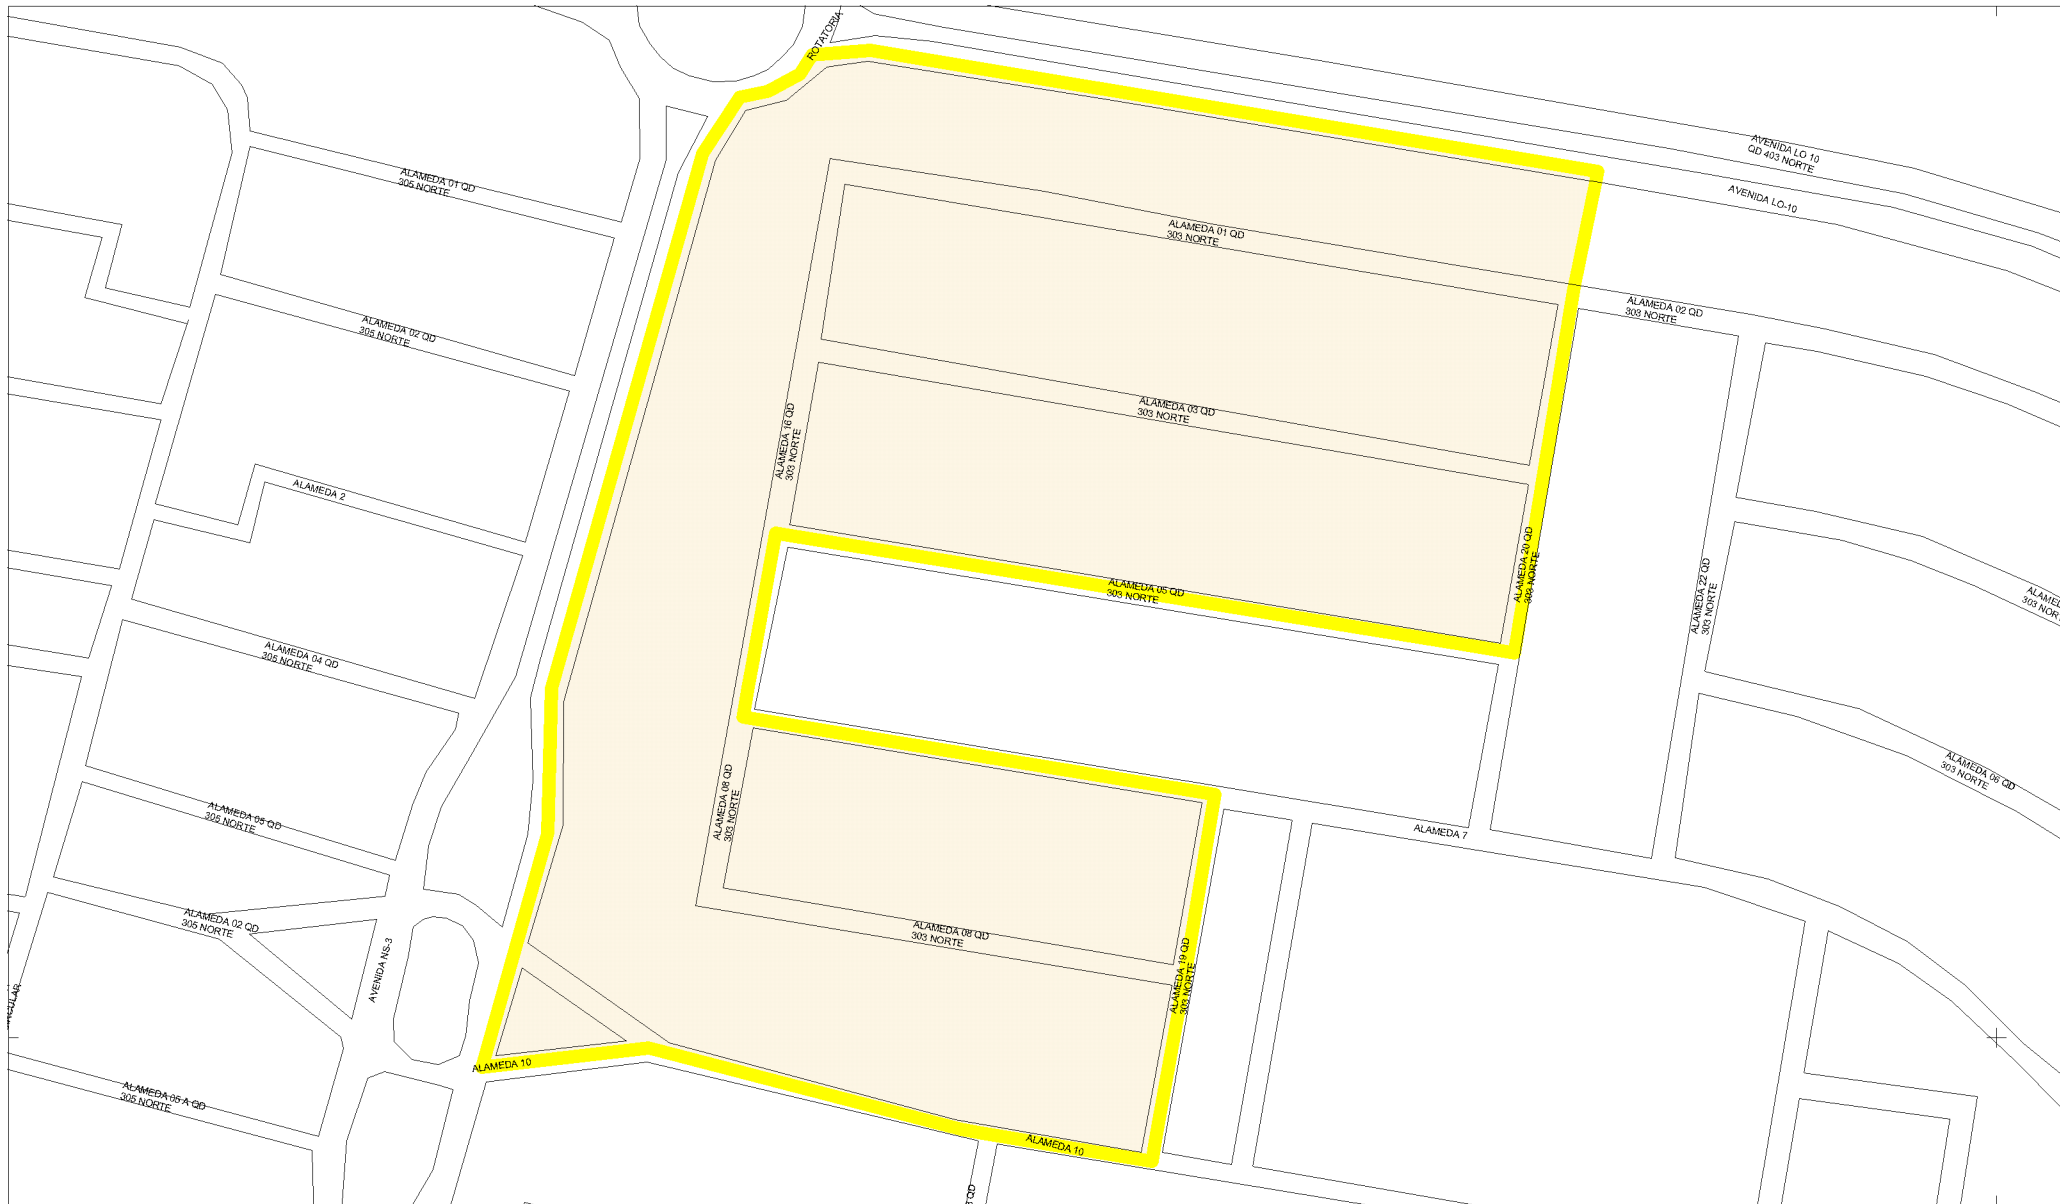 ROTATORIA
AVENIDA LO 10
QD 403 NORTE
AVENIDA LO-10
ALAMEDA 01 QD
305 NORTE
ALAMEDA 01 QD
303 NORTE
ALAMEDA 02 QD
303 NORTE
ALAMEDA 02 QD
305 NORTE
ALAMEDA 03 QD
303 NORTE
ALAMEDA 16 QD
303 NORTE
ALAMEDA 2
ALAMEDA 20 QD
303 NORTE
ALAMEDA 22 QD
303 NORTE
ALAMEDA 05 QD
303 NORTE
303 NOR
ALAMEDA 04 QD
305 NORTE
ALAMEDA 06 QD
303 NORTE
ALAMEDA 08 QD
303 NORTE
ALAMEDA 05 QD
305 NORTE
ALAMEDA 7
ALAMEDA 02 QD
305 NORTE
ALAMEDA 08 QD
303 NORTE
AVENIDA NS-3
ALAMEDA 19 QD
303 NORTE
ALAMEDA 10
ALAMEDA 05 A QD
305 NORTE
ALAMEDA 10
QD